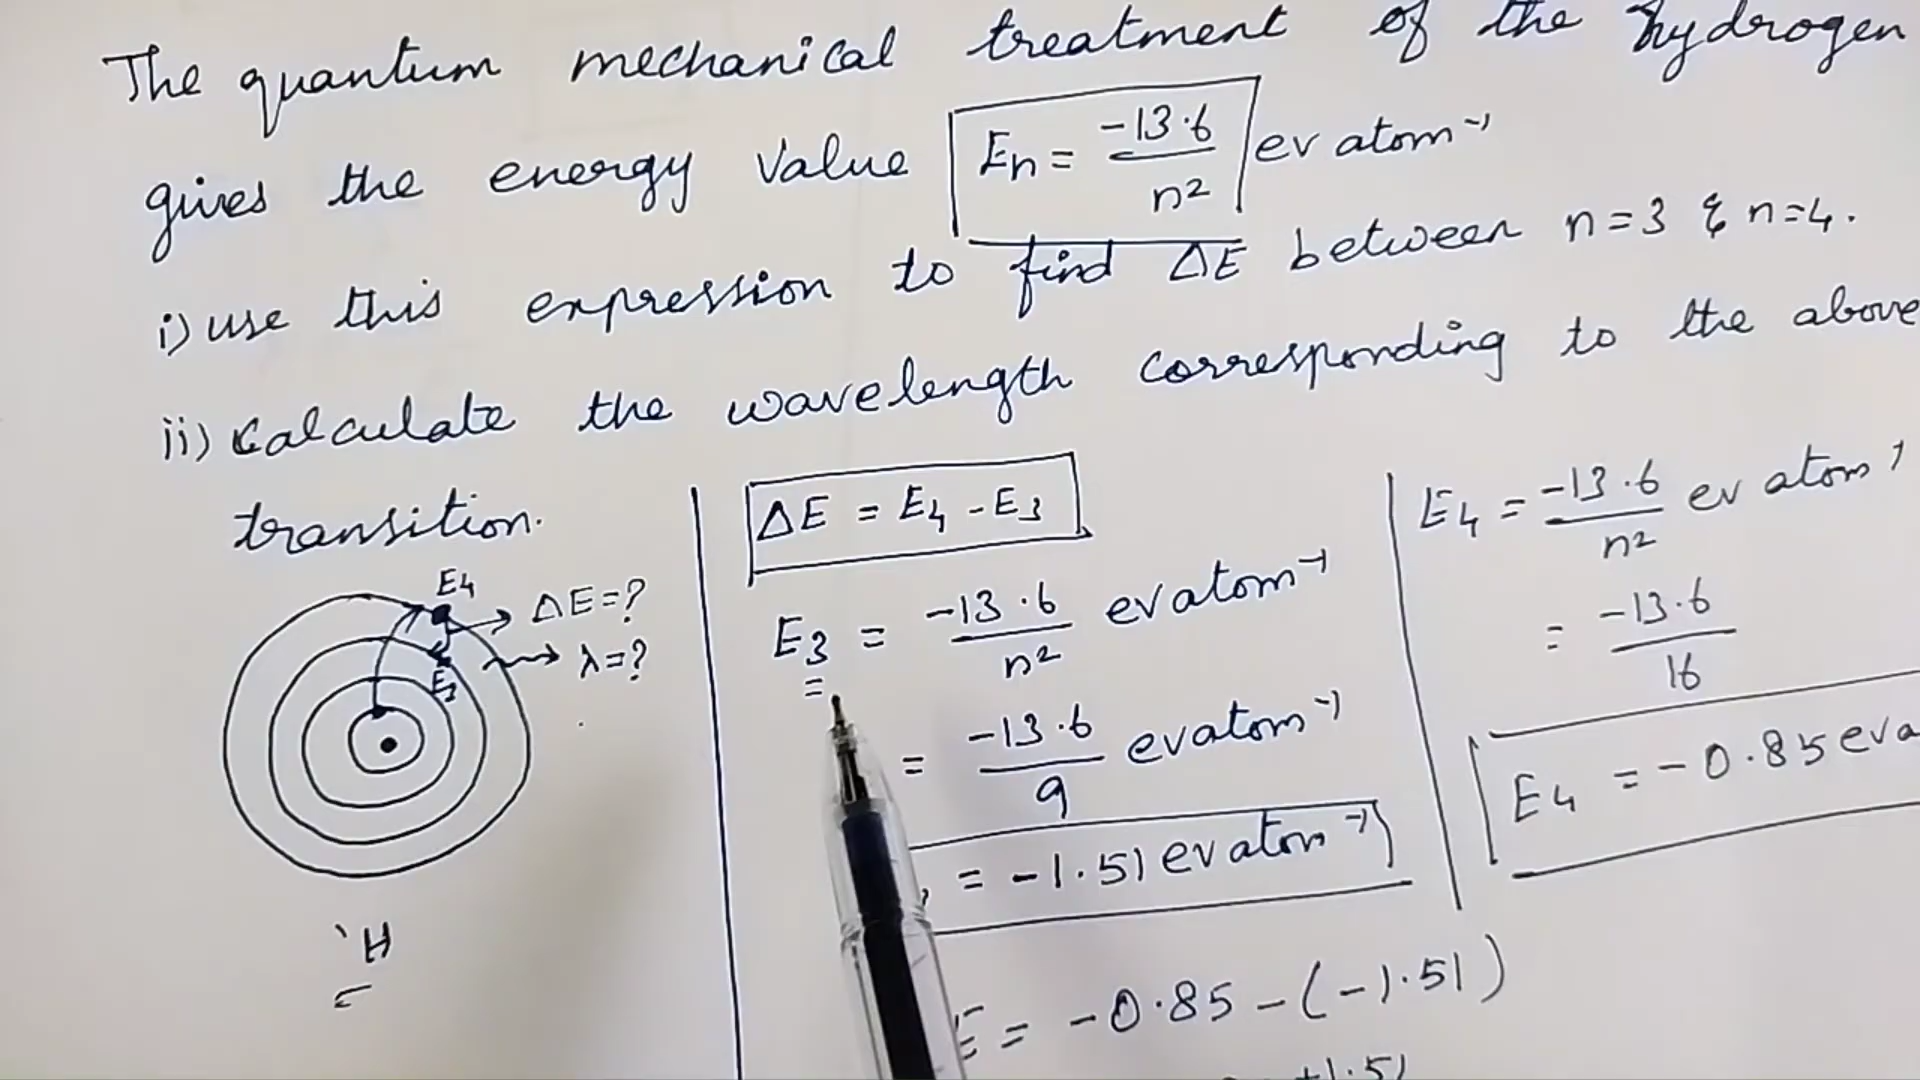 The quantum mechanical treatment of the hydrogen
gives the energy value En = -13.6/n² ev atom⁻¹
i) use this expression to find ΔE between n=3 & n=4.
ii) Calculate the wavelength corresponding to the above
transition.
E4
ΔE=?
λ=?
E3
'H
ΔE = E4 - E3
E3 = -13.6/n² ev atom⁻¹
= -13.6/9 ev atom⁻¹
= -1.51 ev atom⁻¹
E = -0.85 - (-1.51)
+1.51
E4 = -13.6/n² ev atom⁻¹
= -13.6/16
E4 = -0.85 eva